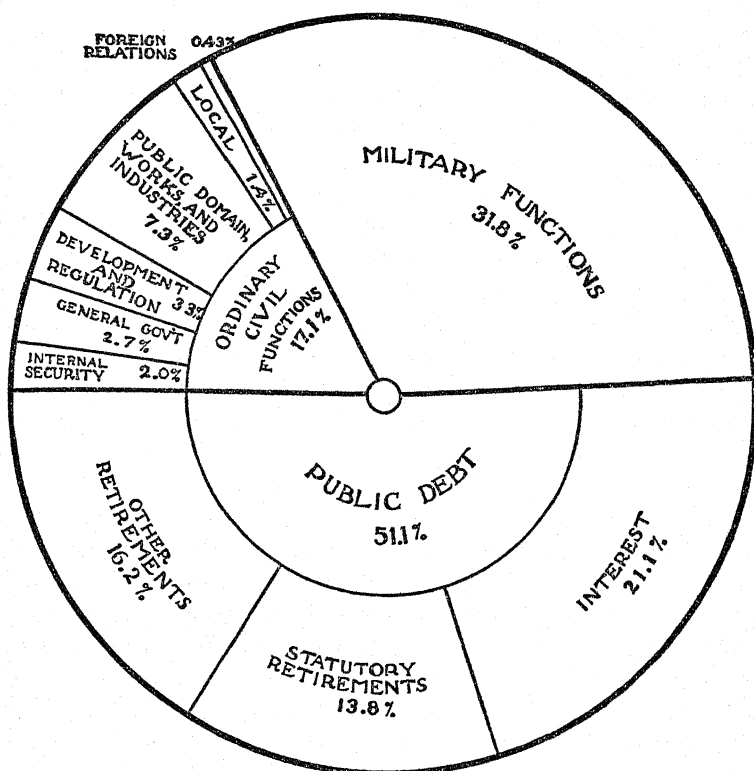 FOREIGN
RELATIONS 0.43%
LOCAL
1.4%
PUBLIC DOMAIN,
WORKS, AND
INDUSTRIES
7.3%
DEVELOPMENT
AND
REGULATION 3.3%
GENERAL GOV'T
2.7%
INTERNAL
SECURITY 2.0%
ORDINARY
CIVIL
FUNCTIONS
17.1%
MILITARY FUNCTIONS
31.8%
PUBLIC DEBT
51.1%
OTHER
RETIREMENTS
16.2%
STATUTORY
RETIREMENTS
13.8%
INTEREST
21.1%